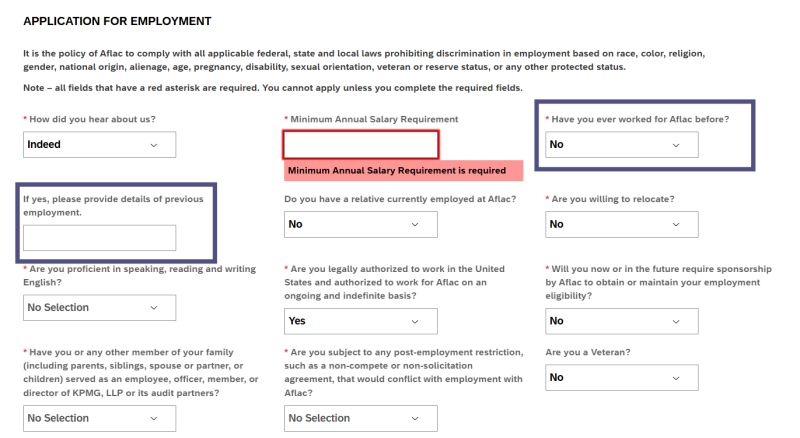 APPLICATION FOR EMPLOYMENT
It is the policy of Aflac to comply with all applicable federal, state and local laws prohibiting discrimination in employment based on race, color, religion,
gender, national origin, alienage, age, pregnancy, disability, sexual orientation, veteran or reserve status, or any other protected status.
Note – all fields that have a red asterisk are required. You cannot apply unless you complete the required fields.
* How did you hear about us?
Indeed
* Minimum Annual Salary Requirement
Minimum Annual Salary Requirement is required
* Have you ever worked for Aflac before?
No
If yes, please provide details of previous
employment.
Do you have a relative currently employed at Aflac?
No
* Are you willing to relocate?
No
* Are you proficient in speaking, reading and writing
English?
No Selection
* Are you legally authorized to work in the United
States and authorized to work for Aflac on an
ongoing and indefinite basis?
Yes
* Will you now or in the future require sponsorship
by Aflac to obtain or maintain your employment
eligibility?
No
* Have you or any other member of your family
(including parents, siblings, spouse or partner, or
children) served as an employee, officer, member, or
director of KPMG, LLP or its audit partners?
No Selection
* Are you subject to any post-employment restriction,
such as a non-compete or non-solicitation
agreement, that would conflict with employment with
Aflac?
No Selection
Are you a Veteran?
No